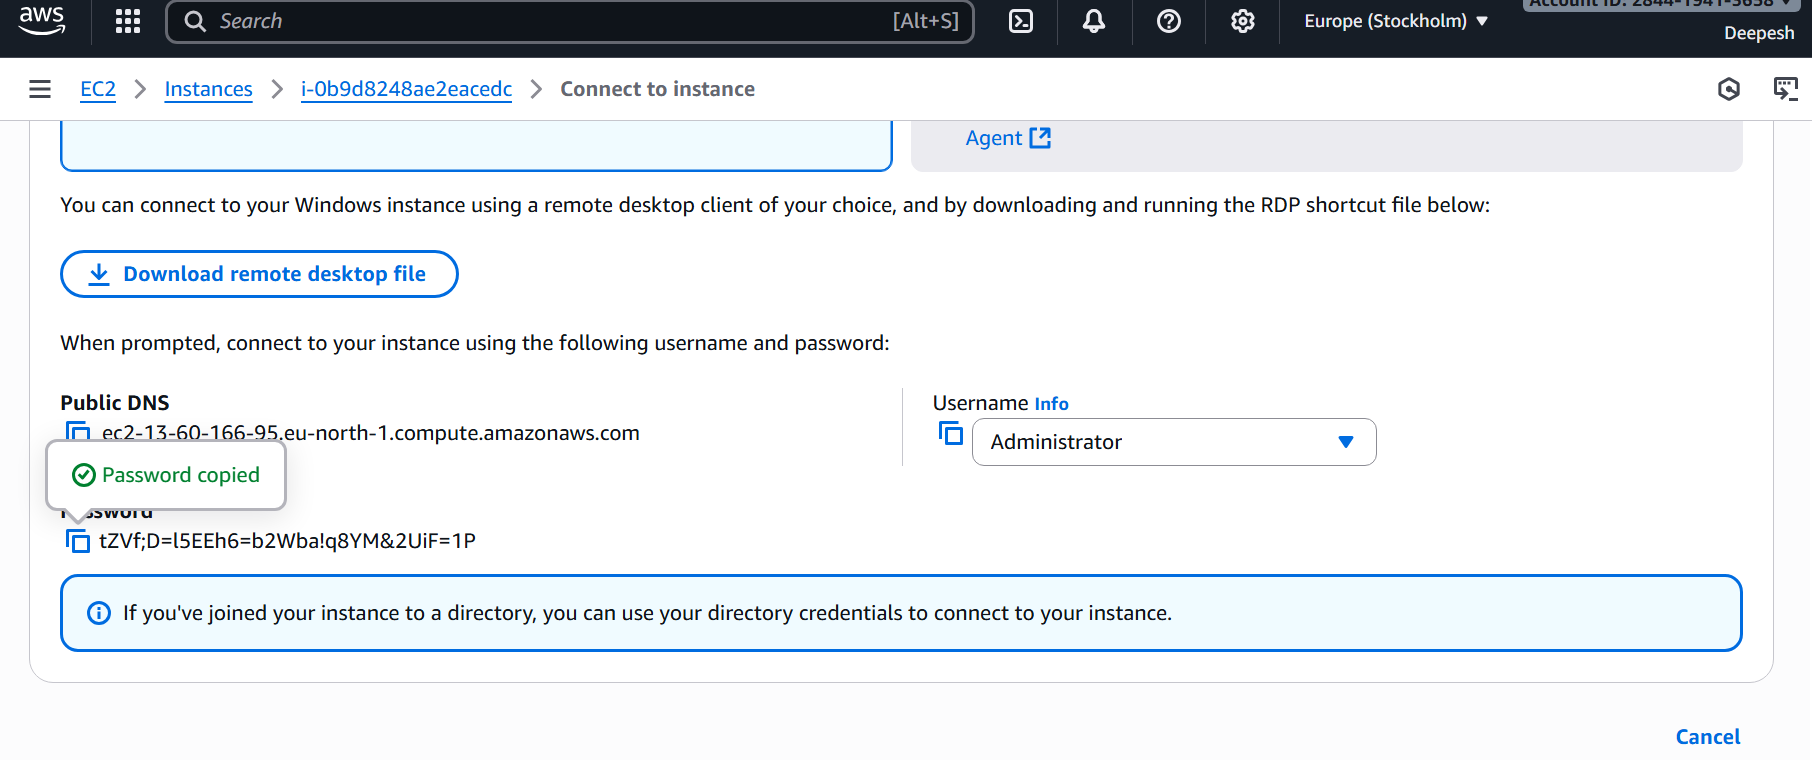 aws
Search [Alt+S]
Europe (Stockholm)
Account ID: 2844-1941-3658
Deepesh
EC2 > Instances > i-0b9d8248ae2eacedc > Connect to instance
Agent
You can connect to your Windows instance using a remote desktop client of your choice, and by downloading and running the RDP shortcut file below:
Download remote desktop file
When prompted, connect to your instance using the following username and password:
Public DNS
ec2-13-60-166-95.eu-north-1.compute.amazonaws.com
Username Info
Administrator
Password copied
Password
tZVf;D=l5EEh6=b2Wba!q8YM&2UiF=1P
If you've joined your instance to a directory, you can use your directory credentials to connect to your instance.
Cancel